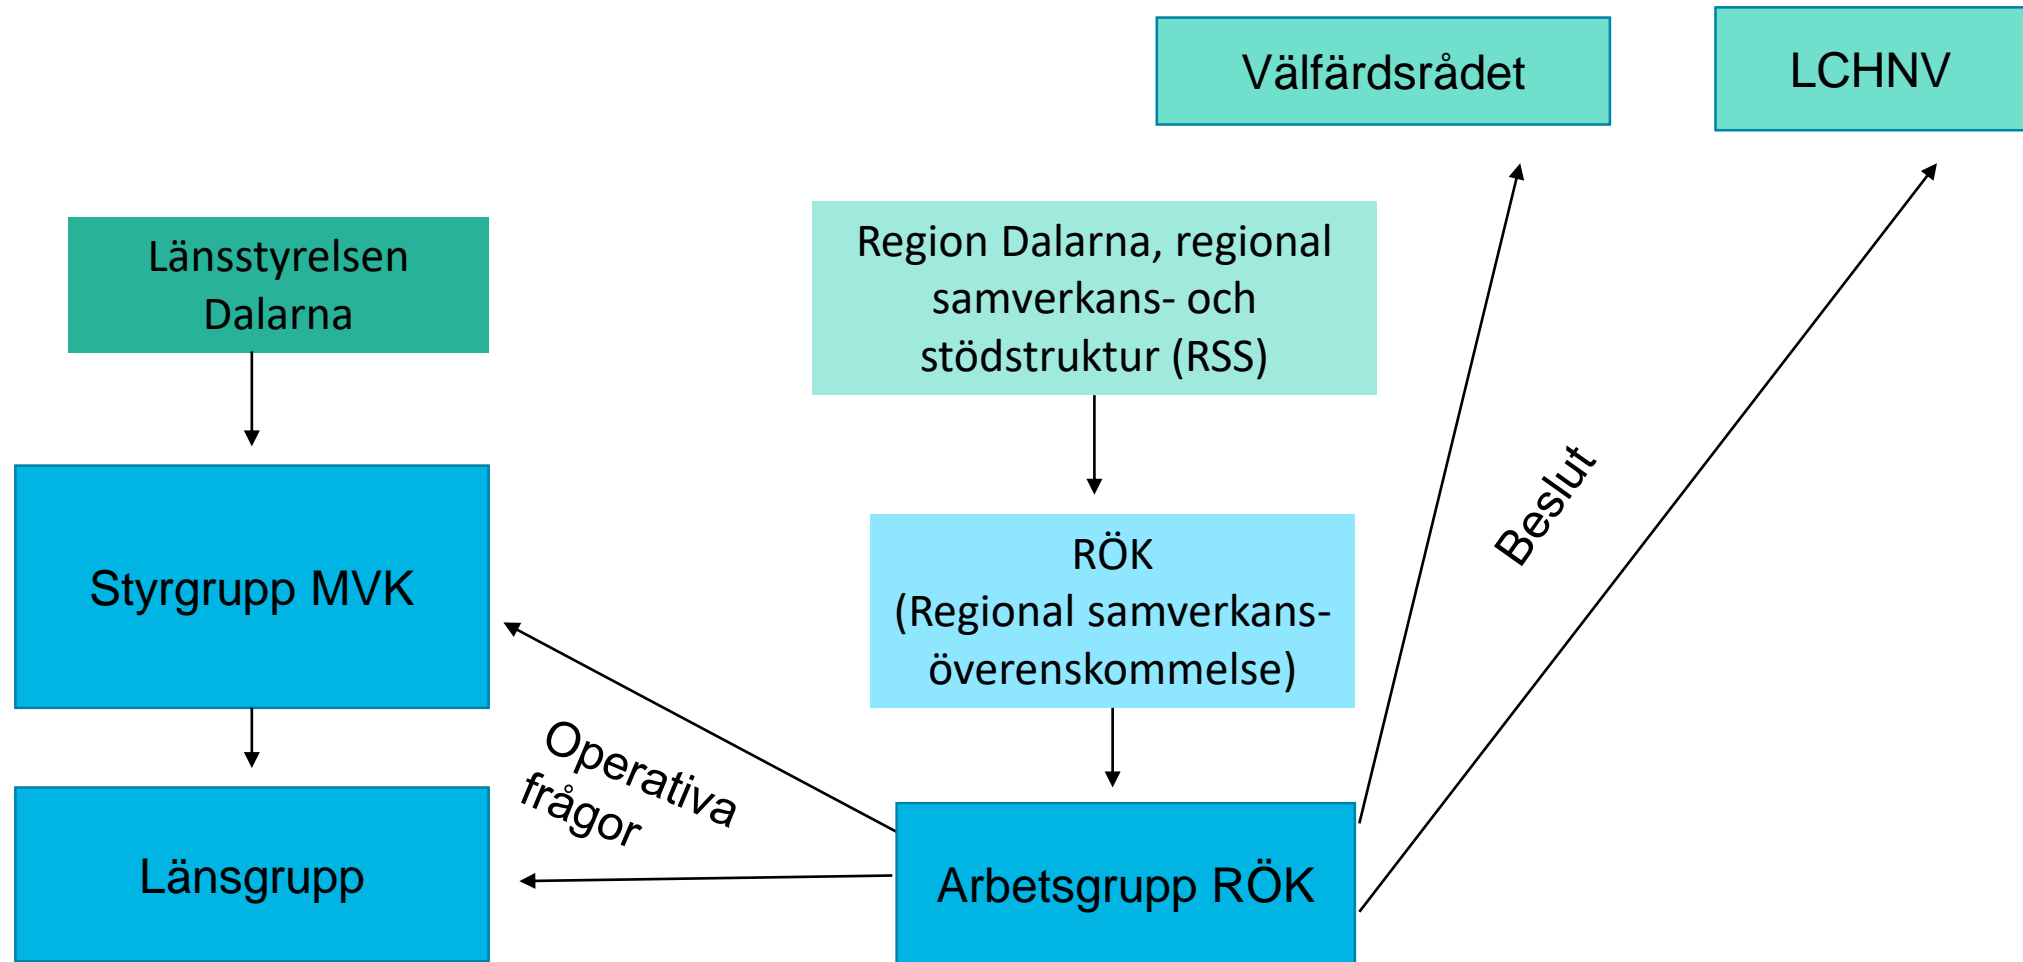 Välfärdsrådet
LCHNV
Länsstyrelsen
Dalarna
Region Dalarna, regional
samverkans- och
stödstruktur (RSS)
Styrgrupp MVK
RÖK
(Regional samverkans-
överenskommelse)
Beslut
Operativa
frågor
Länsgrupp
Arbetsgrupp RÖK